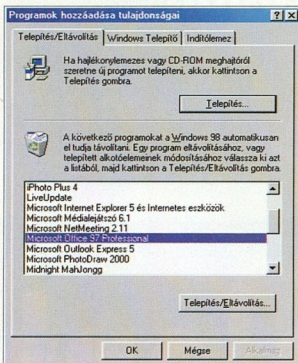 Programok hozzáadása tulajdonságai
Telepítés/Eltávolítás Windows Telepítő Indítólemez
Ha hajlékonylemezes vagy CD-ROM meghajtóról
szeretne új programot telepíteni, akkor kattintson a
Telepítés gombra.
Telepítés...
A következő programokat a Windows 98 automatikusan
el tudja távolítani. Egy program eltávolításához, vagy
telepített alkotóelemeinek módosításához válassza ki azt
a listából, majd kattintson a Telepítés/Eltávolítás gombra.
iPhoto Plus 4
LiveUpdate
Microsoft Internet Explorer 5 és Internetes eszközök
Microsoft Médialejátszó 6.1
Microsoft NetMeeting 2.11
Microsoft Office 97 Professional
Microsoft Outlook Express 5
Microsoft PhotoDraw 2000
Midnight MahJongg
Telepítés/Eltávolítás...
OK Mégse Alkalmaz